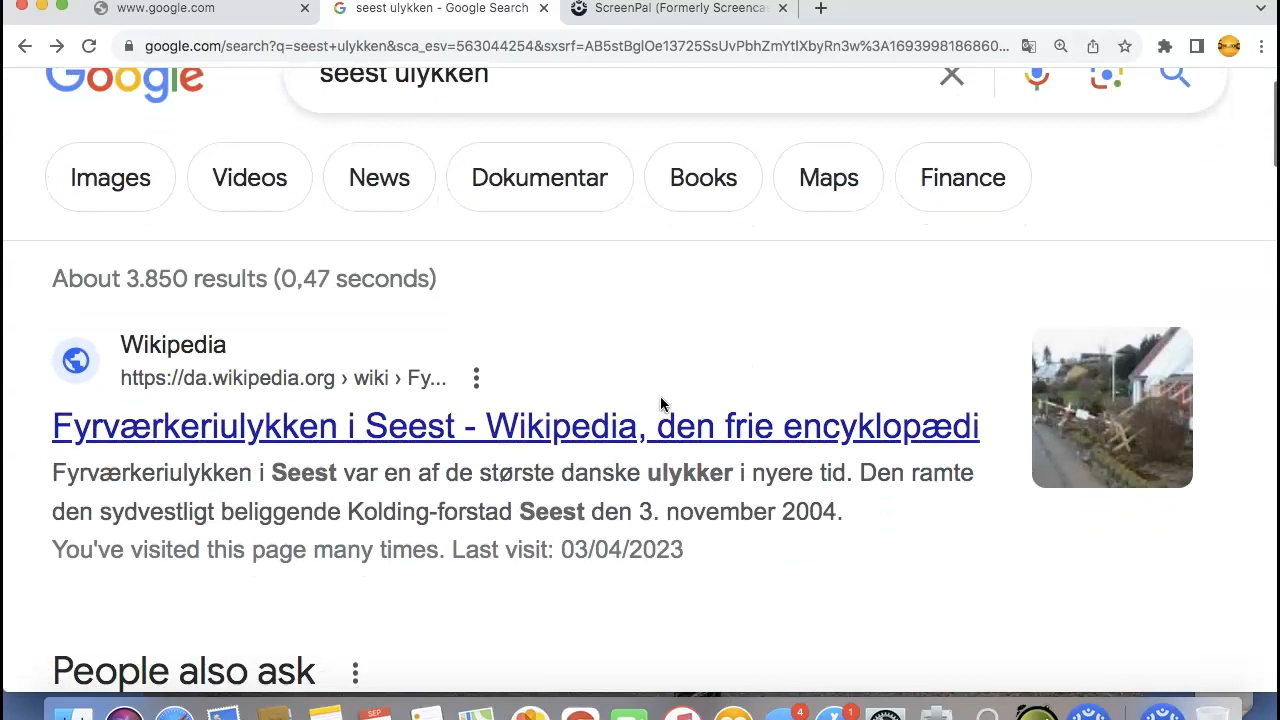 www.google.com
seest ulykken - Google Search
ScreenPal (Formerly Screenca
google.com/search?q=seest+ulykken&sca_esv=563044254&sxsrf=AB5stBglOe13725SsUvPbhZmYtlXbyRn3w%3A1693998186860...
Google
seest ulykken
Images
Videos
News
Dokumentar
Books
Maps
Finance
About 3.850 results (0,47 seconds)
Wikipedia
https://da.wikipedia.org › wiki › Fy...
Fyrværkeriulykken i Seest - Wikipedia, den frie encyklopædi
Fyrværkeriulykken i Seest var en af de største danske ulykker i nyere tid. Den ramte
den sydvestligt beliggende Kolding-forstad Seest den 3. november 2004.
You've visited this page many times. Last visit: 03/04/2023
People also ask
SEP
4
1